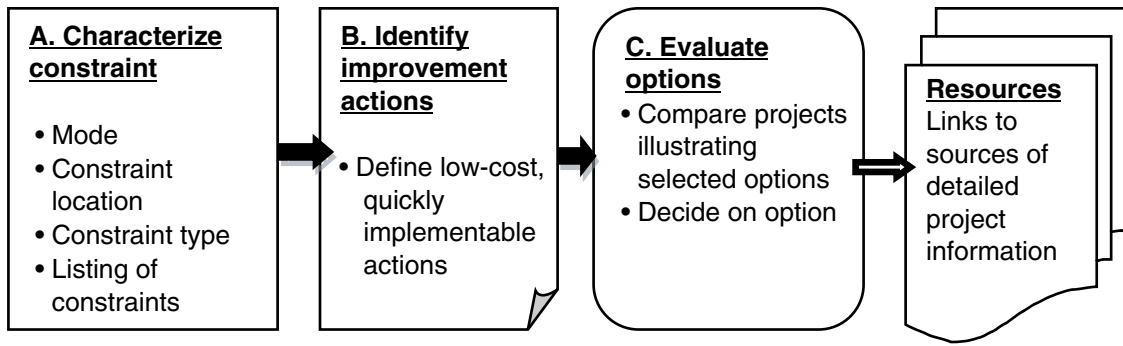 A. Characterize
constraint
• Mode
• Constraint
location
• Constraint type
• Listing of
constraints
B. Identify
improvement
actions
• Define low-cost,
quickly
implementable
actions
C. Evaluate
options
• Compare projects
illustrating
selected options
• Decide on option
Resources
Links to
sources of
detailed
project
information